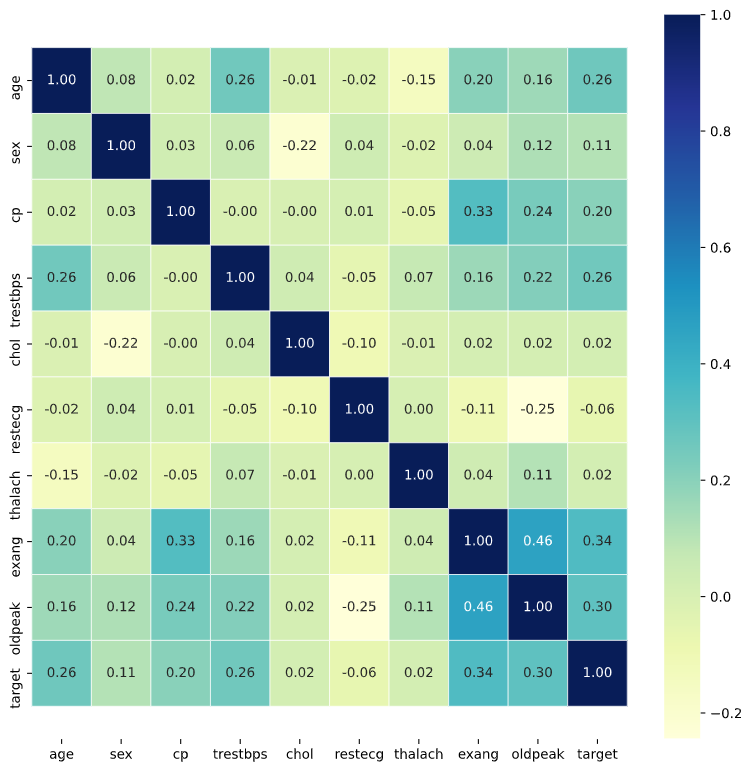 1.0
age 1.00 0.08 0.02 0.26 -0.01 -0.02 -0.15 0.20 0.16 0.26
0.8
sex 0.08 1.00 0.03 0.06 -0.22 0.04 -0.02 0.04 0.12 0.11
cp 0.02 0.03 1.00 -0.00 -0.00 0.01 -0.05 0.33 0.24 0.20
0.6
trestbps 0.26 0.06 -0.00 1.00 0.04 -0.05 0.07 0.16 0.22 0.26
chol -0.01 -0.22 -0.00 0.04 1.00 -0.10 -0.01 0.02 0.02 0.02
0.4
restecg -0.02 0.04 0.01 -0.05 -0.10 1.00 0.00 -0.11 -0.25 -0.06
thalach -0.15 -0.02 -0.05 0.07 -0.01 0.00 1.00 0.04 0.11 0.02
0.2
exang 0.20 0.04 0.33 0.16 0.02 -0.11 0.04 1.00 0.46 0.34
0.0
oldpeak 0.16 0.12 0.24 0.22 0.02 -0.25 0.11 0.46 1.00 0.30
target 0.26 0.11 0.20 0.26 0.02 -0.06 0.02 0.34 0.30 1.00
−0.2
age sex cp trestbps chol restecg thalach exang oldpeak target